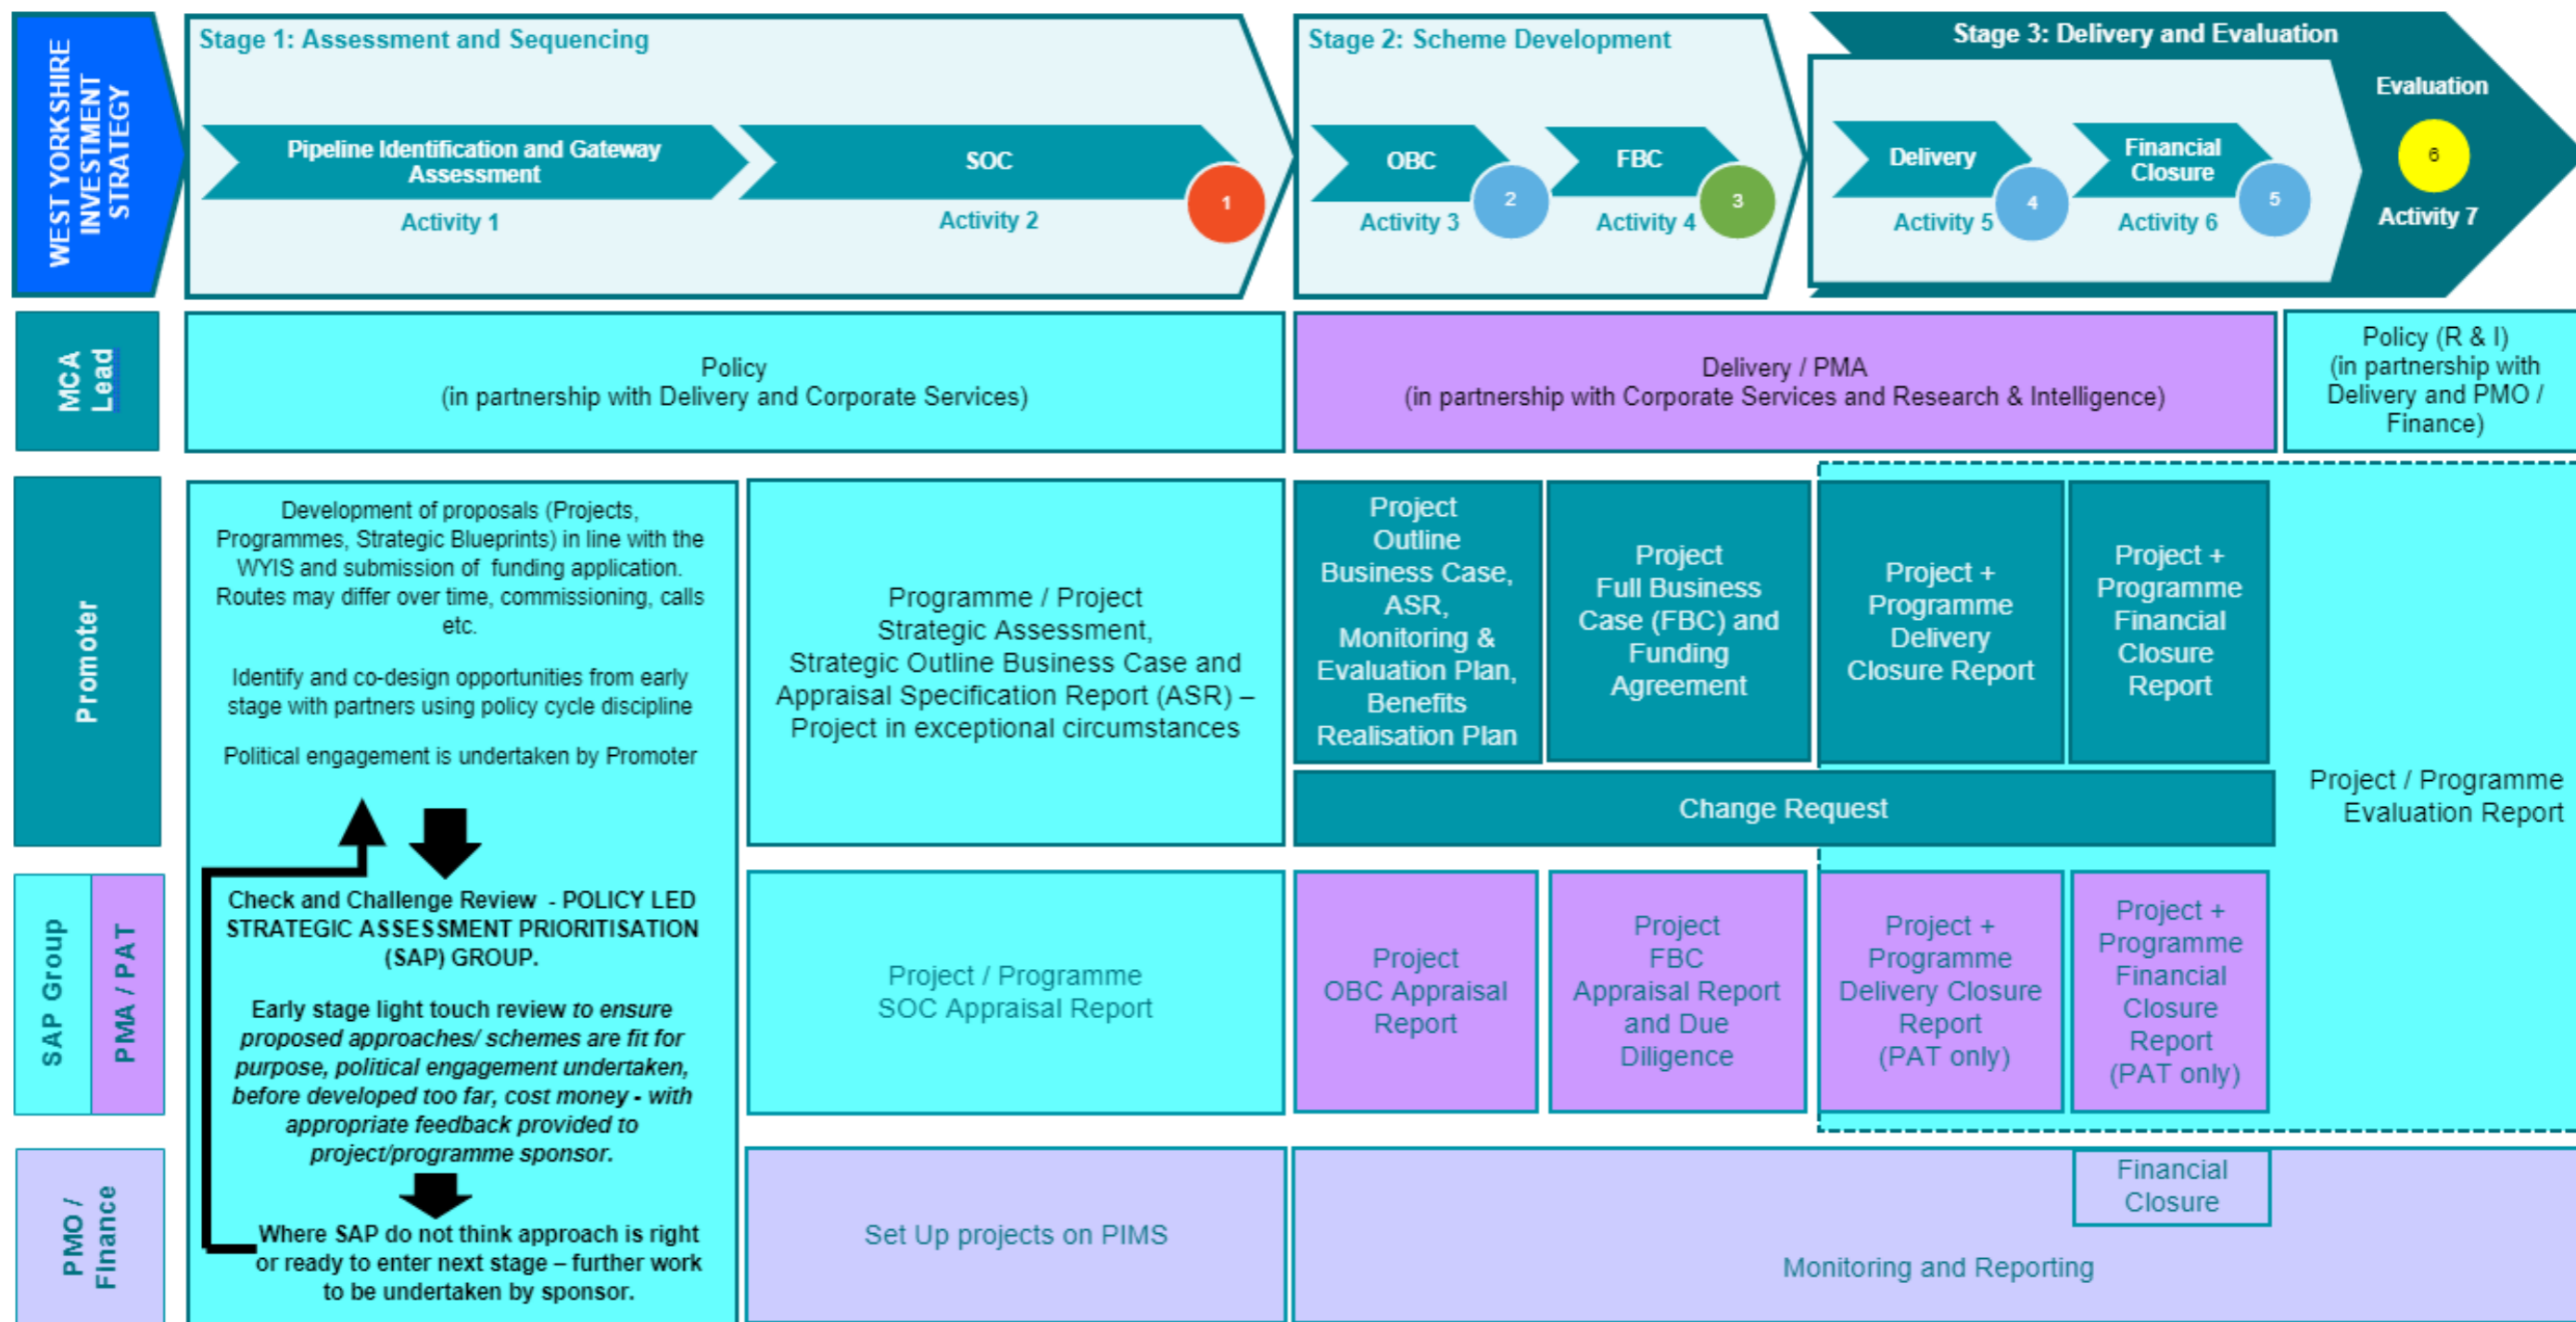 WEST YORKSHIRE
INVESTMENT
STRATEGY
Stage 1: Assessment and Sequencing
Pipeline Identification and Gateway
Assessment
Activity 1
SOC
Activity 2
1
Stage 2: Scheme Development
OBC
Activity 3
2
FBC
Activity 4
3
Stage 3: Delivery and Evaluation
Delivery
Activity 5
4
Financial
Closure
Activity 6
5
Evaluation
6
Activity 7
MCA
Lead
Policy
(in partnership with Delivery and Corporate Services)
Delivery / PMA
(in partnership with Corporate Services and Research & Intelligence)
Policy (R & I)
(in partnership with
Delivery and PMO /
Finance)
Promoter
Development of proposals (Projects,
Programmes, Strategic Blueprints) in line with the
WYIS and submission of funding application.
Routes may differ over time, commissioning, calls
etc.
Identify and co-design opportunities from early
stage with partners using policy cycle discipline
Political engagement is undertaken by Promoter
Check and Challenge Review - POLICY LED
STRATEGIC ASSESSMENT PRIORITISATION
(SAP) GROUP.
Early stage light touch review to ensure
proposed approaches/ schemes are fit for
purpose, political engagement undertaken,
before developed too far, cost money - with
appropriate feedback provided to
project/programme sponsor.
Where SAP do not think approach is right
or ready to enter next stage – further work
to be undertaken by sponsor.
Programme / Project
Strategic Assessment,
Strategic Outline Business Case and
Appraisal Specification Report (ASR) –
Project in exceptional circumstances
Project
Outline
Business Case,
ASR,
Monitoring &
Evaluation Plan,
Benefits
Realisation Plan
Project
Full Business
Case (FBC) and
Funding
Agreement
Project +
Programme
Delivery
Closure Report
Project +
Programme
Financial
Closure
Report
Change Request
Project / Programme
Evaluation Report
SAP Group
PMA / PAT
Project / Programme
SOC Appraisal Report
Project
OBC Appraisal
Report
Project
FBC
Appraisal Report
and Due
Diligence
Project +
Programme
Delivery Closure
Report
(PAT only)
Project +
Programme
Financial
Closure
Report
(PAT only)
PMO /
Finance
Set Up projects on PIMS
Financial
Closure
Monitoring and Reporting